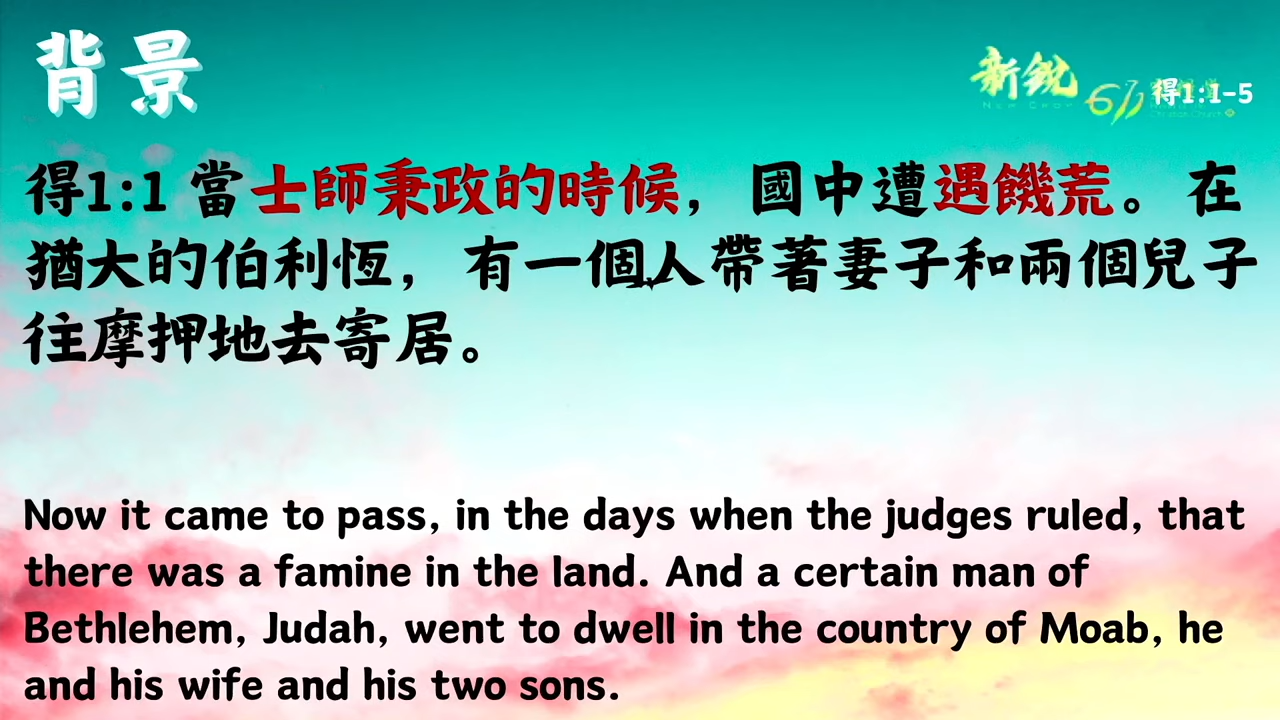 背景
新銳
611
得1:1-5
得1:1 當士師秉政的時候，國中遭遇饑荒。在
猶大的伯利恆，有一個人帶著妻子和兩個兒子
往摩押地去寄居。
Now it came to pass, in the days when the judges ruled, that
there was a famine in the land. And a certain man of
Bethlehem, Judah, went to dwell in the country of Moab, he
and his wife and his two sons.